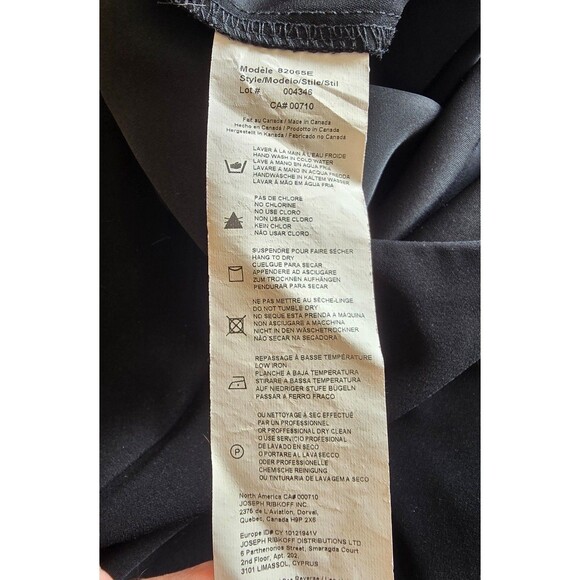 Modèle 82065E
Style/Modelo/Stile/Stil
Lot # 004346
CA# 00710
Fait au Canada / Made in Canada
Hecho en Canada / Prodotto in Canada
Hergestellt in Kanada / Fabricado no Canada
LAVER À LA MAIN À L'EAU FROIDE
HAND WASH IN COLD WATER
LAVE A MANO EN AGUA FRIA
LAVARE A MANO IN ACQUA FREDDA
HANDWÄSCHE IN KALTEM WASSER
LAVAR À MÃO EM ÁGUA FRIA
PAS DE CHLORE
NO CHLORINE
NO USE CLORO
NON USARE CLORO
KEIN CHLOR
NÃO USAR CLORO
SUSPENDRE POUR FAIRE SÉCHER
HANG TO DRY
CUELGUE PARA SECAR
APPENDERE AD ASCIUGARE
ZUM TROCKNEN AUFHÄNGEN
PENDURAR PARA SECAR
NE PAS METTRE AU SÈCHE-LINGE
DO NOT TUMBLE DRY
NO SEQUE ESTA PRENDA A MÀQUINA
NON ASCIUGARE A MACCHINA
NICHT IN DEN WÄSCHETROCKNER
NÃO SECAR NA SECADORA
REPASSAGE À BASSE TEMPÉRATURE
LOW IRON
PLANCHE A BAJA TEMPERATURA
STIRARE A BASSA TEMPERATURA
AUF NIEDRIGER STUFE BÜGELN
PASSAR A FERRO FRACO
OU NETTOYAGE À SEC EFFECTUÉ
PAR UN PROFESSIONNEL
OR PROFESSIONAL DRY CLEAN
O USE SERVICIO PROFESIONAL
DE LAVADO EN SECO
O PORTARE AL LAVASECCO
ODER PROFESSIONELLE
CHEMISCHE REINIGUNG
OU TINTURARIA DE LAVAGEM A SECO
P
North America CA# 000710
JOSEPH RIBKOFF INC.
2375 de L'Aviation, Dorval,
Quebec, Canada H9P 2X6
Europe ID# CY 10121941V
JOSEPH RIBKOFF DISTRIBUTIONS LTD
6 Parthenonos Street, Smaragda Court
2nd Floor, Apt. 202,
3101 LIMASSOL, CYPRUS
Reverse